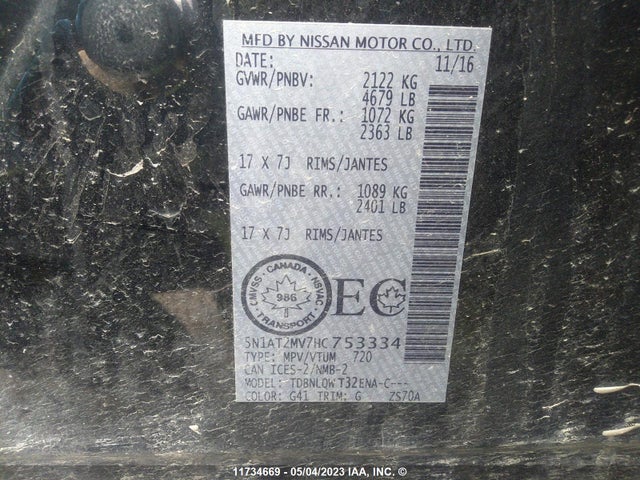 MFD BY NISSAN MOTOR CO., LTD.
DATE: 11/16
GVWR/PNBV: 2122 KG
4679 LB
GAWR/PNBE FR.: 1072 KG
2363 LB
17 X 7J RIMS/JANTES
GAWR/PNBE RR.: 1089 KG
2401 LB
17 X 7J RIMS/JANTES
CMVSS · CANADA · NSVAC
986
TRANSPORT
EC
5N1AT2MV7HC753334
TYPE: MPV/VTUM 720
CAN ICES-2/NMB-2
MODEL: TDBNLQW T32ENA-C---
COLOR: G41 TRIM: G ZS70A
11734669 - 05/04/2023 IAA, INC. ©